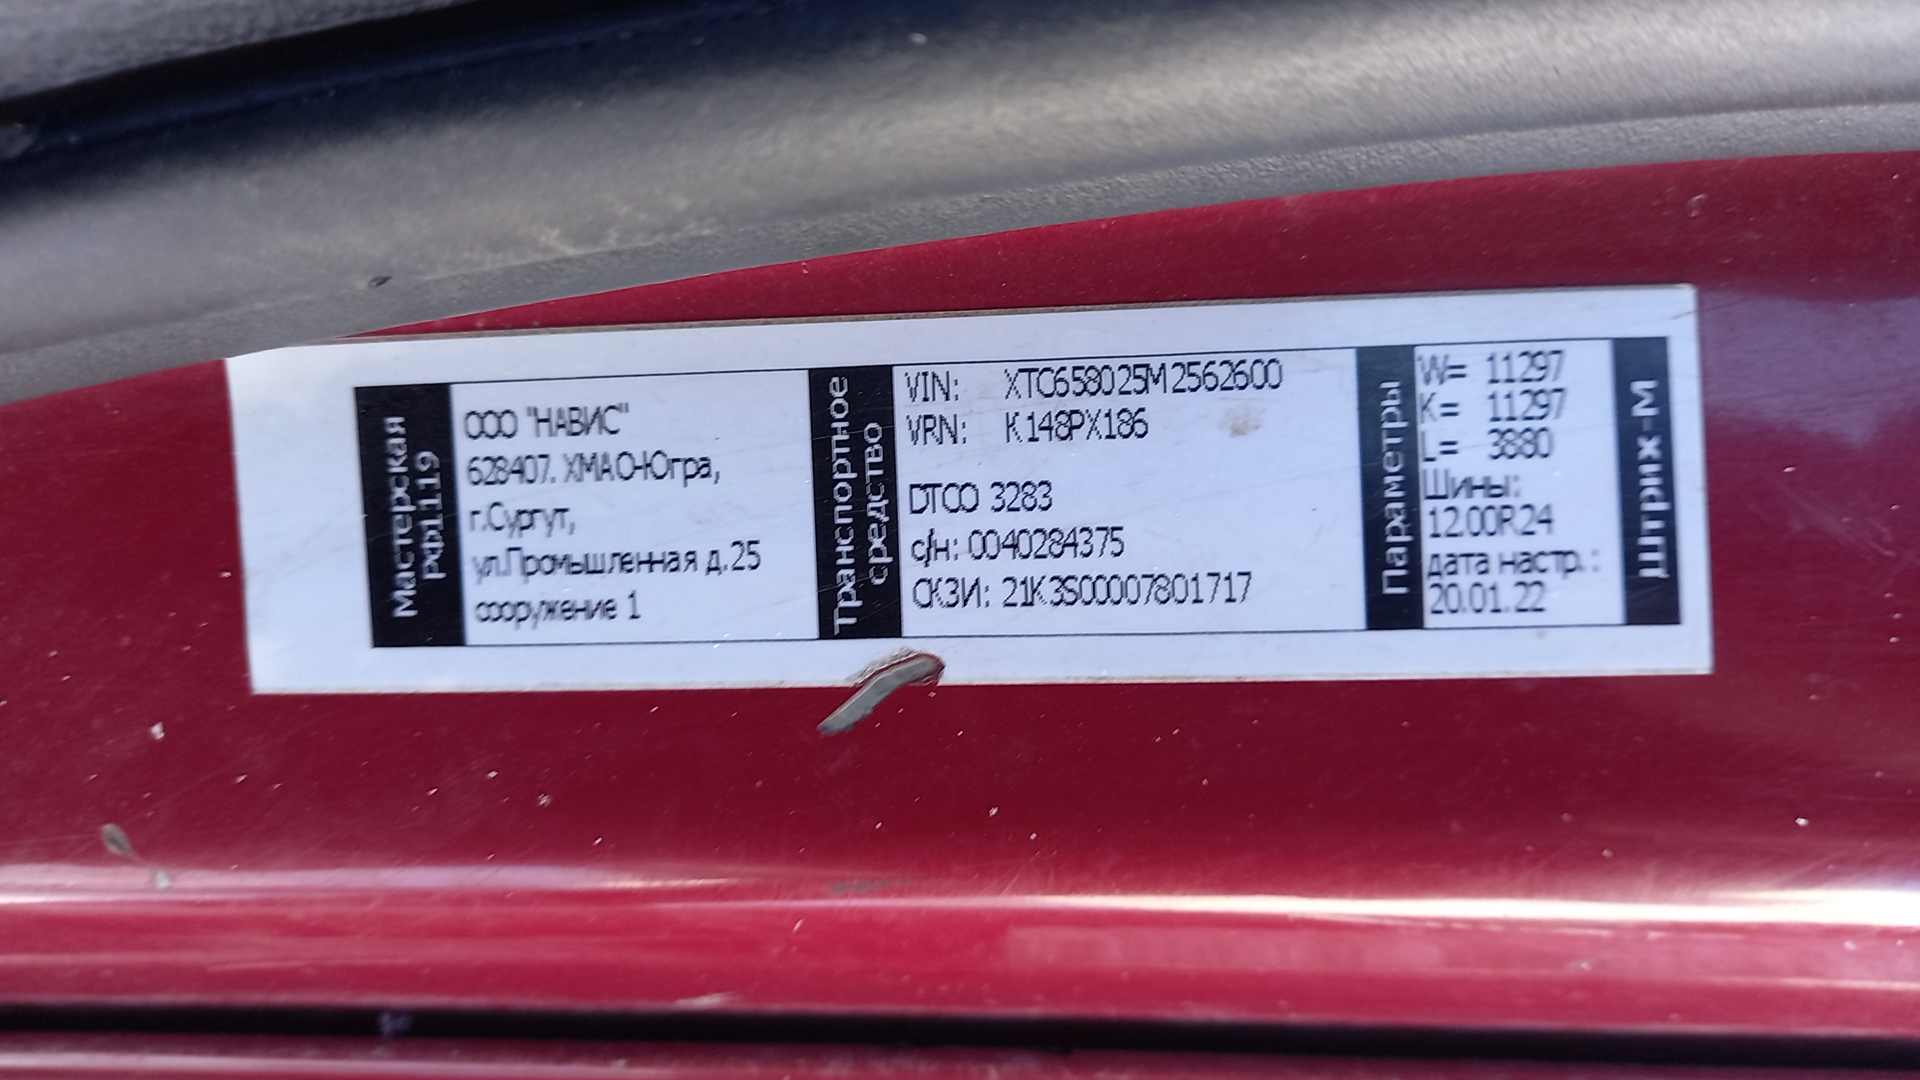 Мастерская
РФ1119
ООО "НАВИС"
628407. ХМАО-Югра,
г.Сургут,
ул.Промышленная д.25
сооружение 1
Транспортное
средство
VIN: XTC658025M2562600
VRN: К148РХ186
DTCO 3283
с/н: 0040284375
СКЗИ: 21K3S00007801717
Параметры
W= 11297
K= 11297
L= 3880
Шины:
12.00R24
дата настр.:
20.01.22
Штрих-М